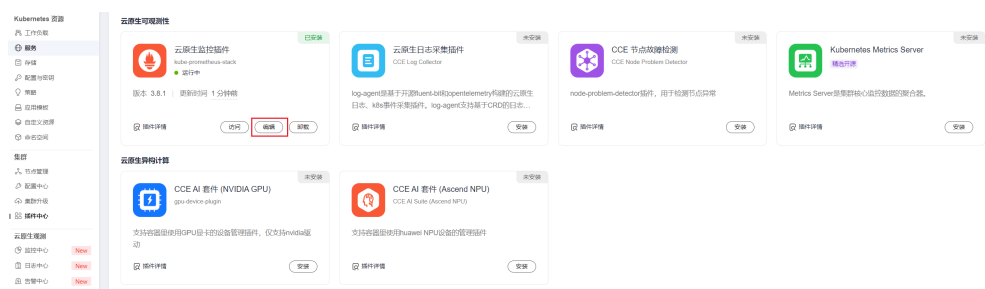 Kubernetes 资源
工作负载
服务
存储
配置与密钥
策略
应用模板
自定义资源
命名空间
集群
节点管理
配置中心
集群升级
插件中心
云原生观测
监控中心 New
日志中心 New
告警中心 New
云原生可观测性
已安装
云原生监控插件
kube-prometheus-stack
运行中
版本 3.8.1 更新时间 1 分钟前
插件详情 访问 编辑 卸载
未安装
云原生日志采集插件
CCE Log Collector
log-agent是基于开源fluent-bit和opentelemetry构建的云原生
日志、k8s事件采集插件。log-agent支持基于CRD的日志...
插件详情 安装
未安装
CCE 节点故障检测
CCE Node Problem Detector
node-problem-detector插件，用于检测节点异常
插件详情 安装
未安装
Kubernetes Metrics Server
精选开源
Metrics Server是集群核心监控数据的聚合器。
插件详情 安装
云原生异构计算
未安装
CCE AI 套件 (NVIDIA GPU)
gpu-device-plugin
支持容器里使用GPU显卡的设备管理插件，仅支持nvidia驱
动
插件详情 安装
未安装
CCE AI 套件 (Ascend NPU)
CCE AI Suite (Ascend NPU)
支持容器里使用huawei NPU设备的管理插件
插件详情 安装